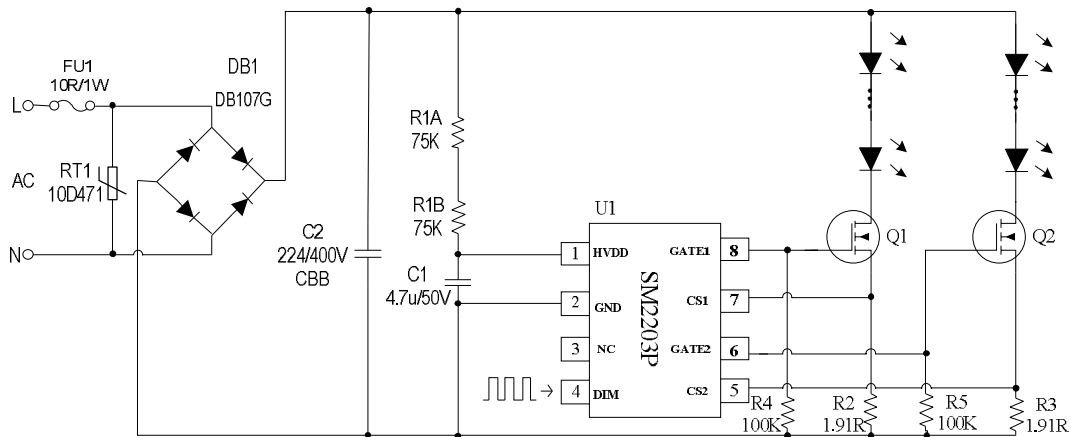 FU1
10R/1W
L
DB1
DB107G
RT1
10D471
AC
N
C2
224/400V
CBB
R1A
75K
R1B
75K
C1
4.7u/50V
U1
SM2203P
1 HVDD
2 GND
3 NC
4 DIM
GATE1 8
CS1 7
GATE2 6
CS2 5
Q1
Q2
R4
100K
R2
1.91R
R5
100K
R3
1.91R